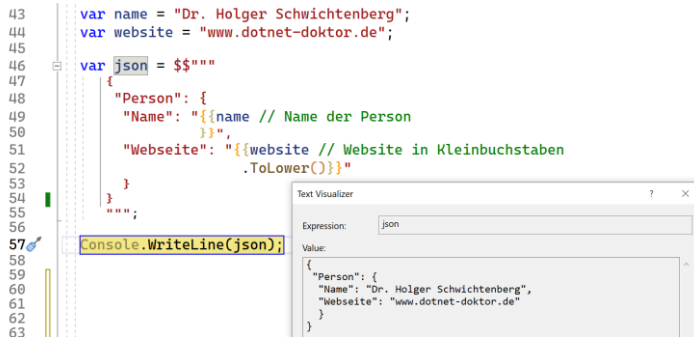 43 var name = "Dr. Holger Schwichtenberg";
44 var website = "www.dotnet-doktor.de";
45
46 var json = $$"""
47 {
48 "Person": {
49 "Name": "{{name // Name der Person
50 }}",
51 "Webseite": "{{website // Website in Kleinbuchstaben
52 .ToLower()}}"
53 }
54 }
55 """;
56
57 Console.WriteLine(json);
58
59
60
61
62
63
Text Visualizer ? ×
Expression: json
Value:
{
"Person": {
"Name": "Dr. Holger Schwichtenberg",
"Webseite": "www.dotnet-doktor.de"
}
}